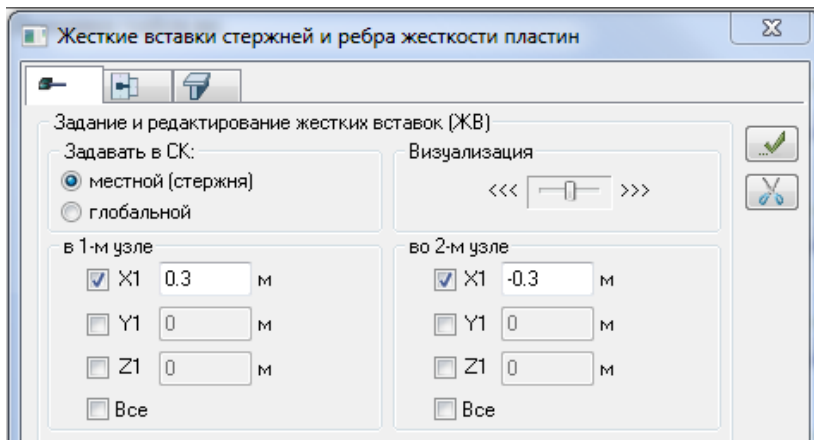 Жесткие вставки стержней и ребра жесткости пластин
Задание и редактирование жестких вставок (ЖВ)
Задавать в СК:
местной (стержня)
глобальной
Визуализация
<<< >>>
в 1-м узле
X1 0.3 м
Y1 0 м
Z1 0 м
Все
во 2-м узле
X1 -0.3 м
Y1 0 м
Z1 0 м
Все